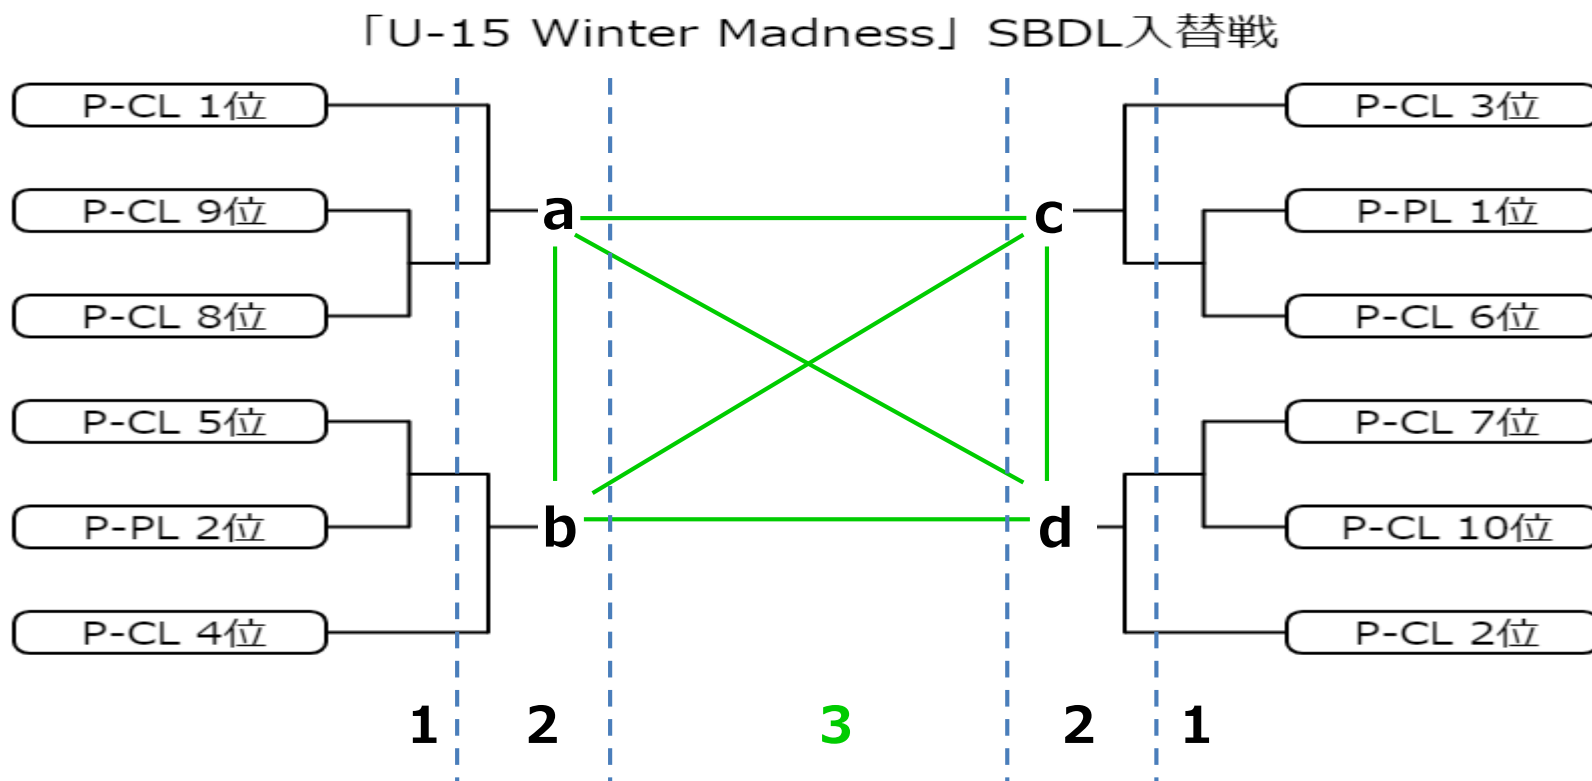 「U-15 Winter Madness」SBDL入替戦
P-CL 1位
P-CL 9位
P-CL 8位
P-CL 5位
P-PL 2位
P-CL 4位
a
b
c
d
P-CL 3位
P-PL 1位
P-CL 6位
P-CL 7位
P-CL 10位
P-CL 2位
1 2 3 2 1